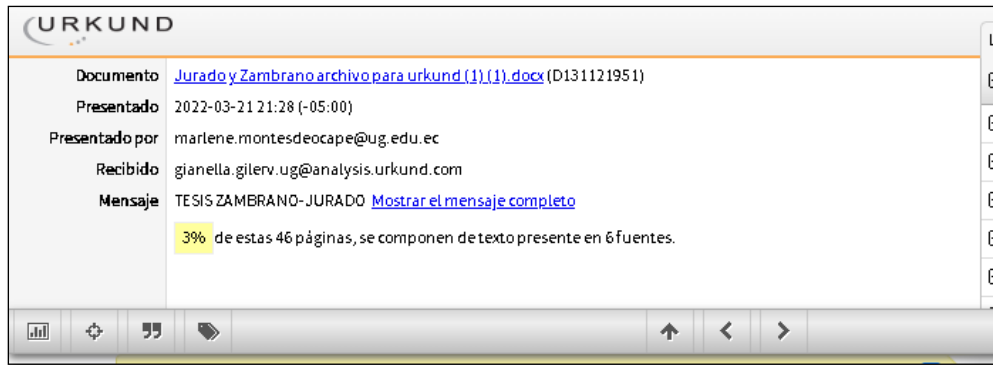 URKUND
Documento Jurado y Zambrano archivo para urkund (1) (1).docx (D131121951)
Presentado 2022-03-21 21:28 (-05:00)
Presentado por marlene.montesdeocape@ug.edu.ec
Recibido gianella.gilerv.ug@analysis.urkund.com
Mensaje TESIS ZAMBRANO-JURADO Mostrar el mensaje completo
3% de estas 46 páginas, se componen de texto presente en 6 fuentes.